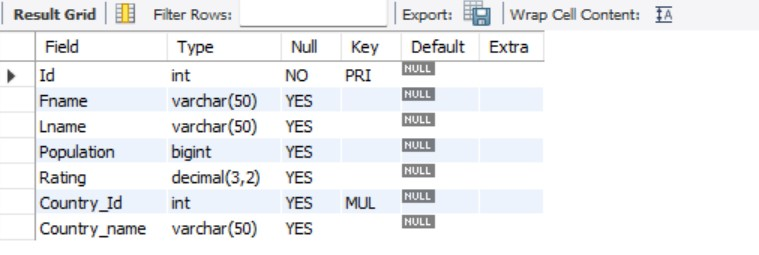 Result Grid Filter Rows: Export: Wrap Cell Content: IA
Field Type Null Key Default Extra
Id int NO PRI NULL
Fname varchar(50) YES NULL
Lname varchar(50) YES NULL
Population bigint YES NULL
Rating decimal(3,2) YES NULL
Country_Id int YES MUL NULL
Country_name varchar(50) YES NULL